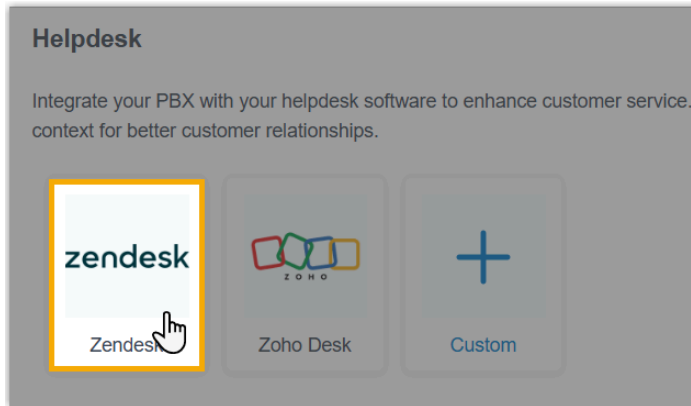 Helpdesk
Integrate your PBX with your helpdesk software to enhance customer service.
context for better customer relationships.
zendesk
ZOHO
Zendesk
Zoho Desk
Custom